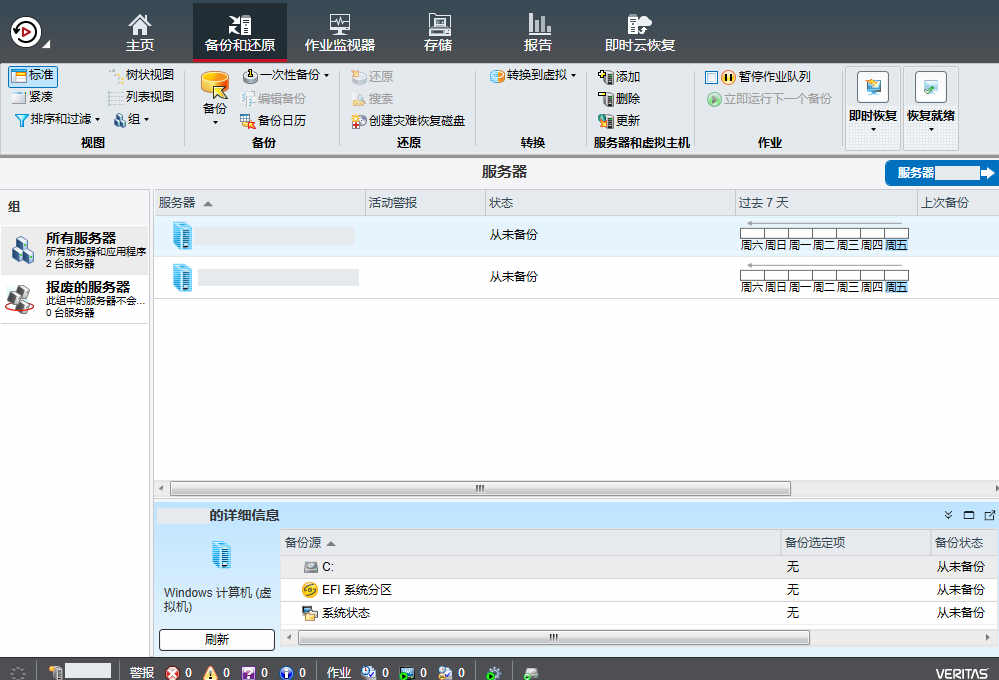 主页
备份和还原
作业监视器
存储
报告
即时云恢复
标准
树状视图
紧凑
列表视图
排序和过滤
组
视图
备份
一次性备份
编辑备份
备份日历
备份
还原
搜索
创建灾难恢复磁盘
还原
转换到虚拟
转换
添加
删除
更新
服务器和虚拟主机
暂停作业队列
立即运行下一个备份
作业
即时恢复
恢复就绪
服务器
服务器
组
所有服务器
所有服务器和应用程序
2 台服务器
报废的服务器
此组中的服务器不会...
0 台服务器
服务器 活动警报 状态 过去 7 天 上次备份
从未备份 周六 周日 周一 周二 周三 周四 周五
从未备份 周六 周日 周一 周二 周三 周四 周五
的详细信息
Windows 计算机 (虚
拟机)
刷新
备份源 备份选定项 备份状态
C: 无 从未备份
EFI 系统分区 无 从未备份
系统状态 无 从未备份
警报 0 0 0 0 作业 0 0 0
VERITAS